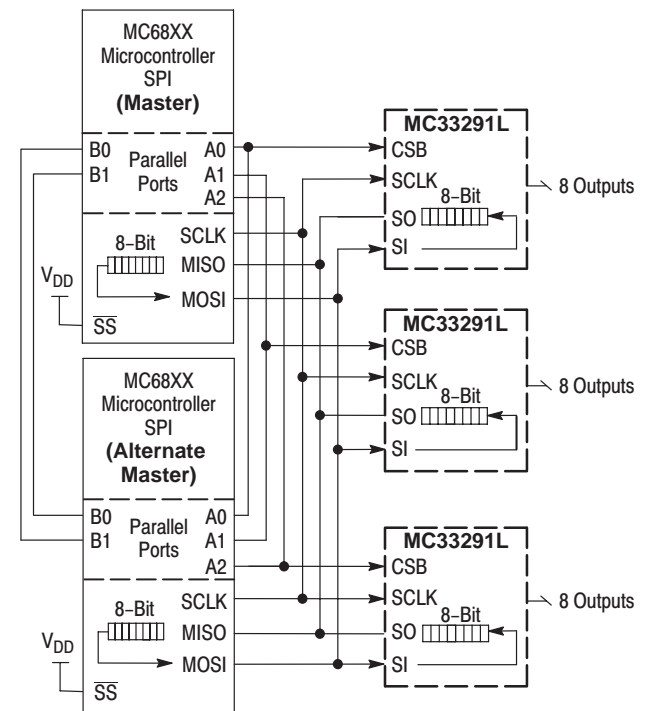 MC68XX
Microcontroller
SPI
(Master)
B0
B1
Parallel
Ports
A0
A1
A2
8–Bit
SCLK
MISO
MOSI
VDD
SS
MC68XX
Microcontroller
SPI
(Alternate
Master)
B0
B1
Parallel
Ports
A0
A1
A2
8–Bit
SCLK
MISO
MOSI
VDD
SS
MC33291L
CSB
SCLK
8–Bit
SO
SI
8 Outputs
MC33291L
CSB
SCLK
8–Bit
SO
SI
8 Outputs
MC33291L
CSB
SCLK
8–Bit
SO
SI
8 Outputs